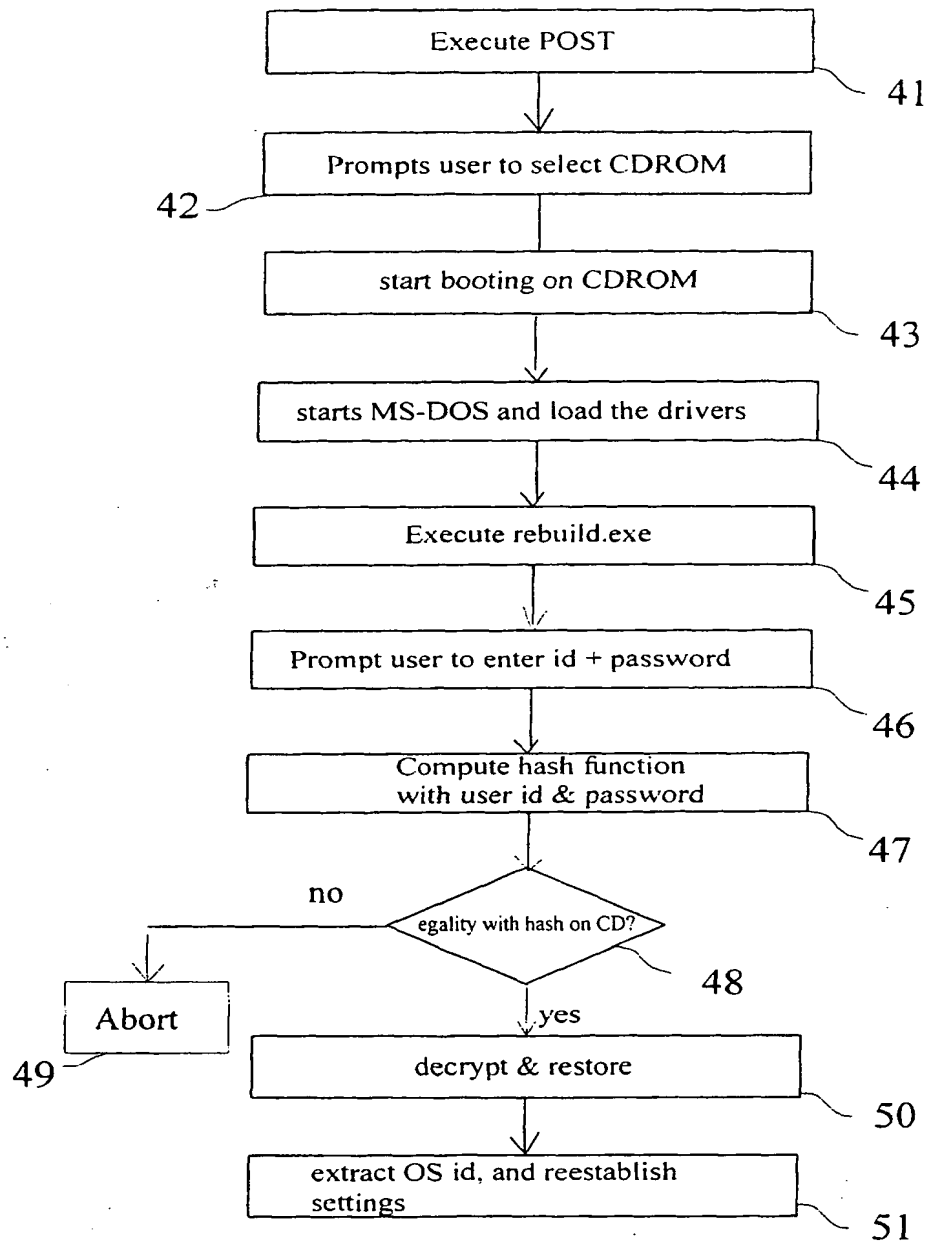 Execute POST
41
Prompts user to select CDROM
42
start booting on CDROM
43
starts MS-DOS and load the drivers
44
Execute rebuild.exe
45
Prompt user to enter id + password
46
Compute hash function
with user id & password
47
no
egality with hash on CD?
48
yes
Abort
49
decrypt & restore
50
extract OS id, and reestablish
settings
51